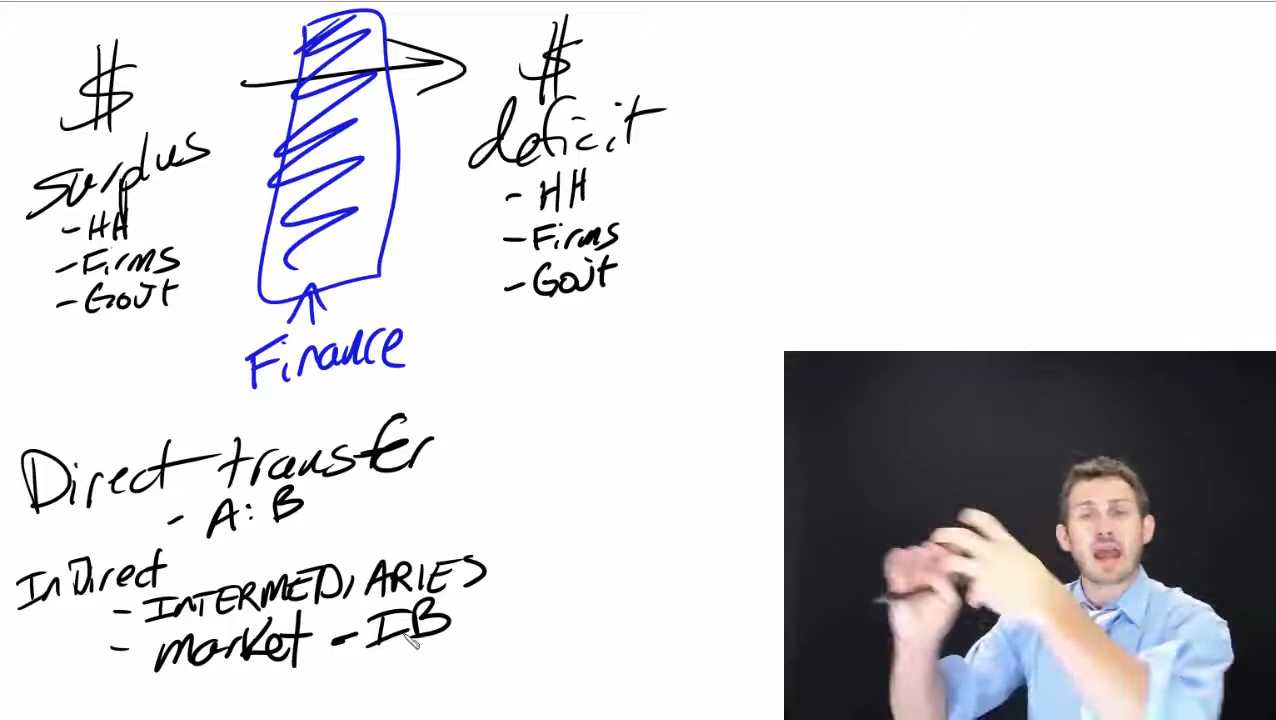 $
surplus
- HH
- Firms
- Gov't
$
deficit
- HH
- Firms
- Gov't
Finance
Direct transfer
- A: B
InDirect
- INTERMEDIARIES
- market - IB